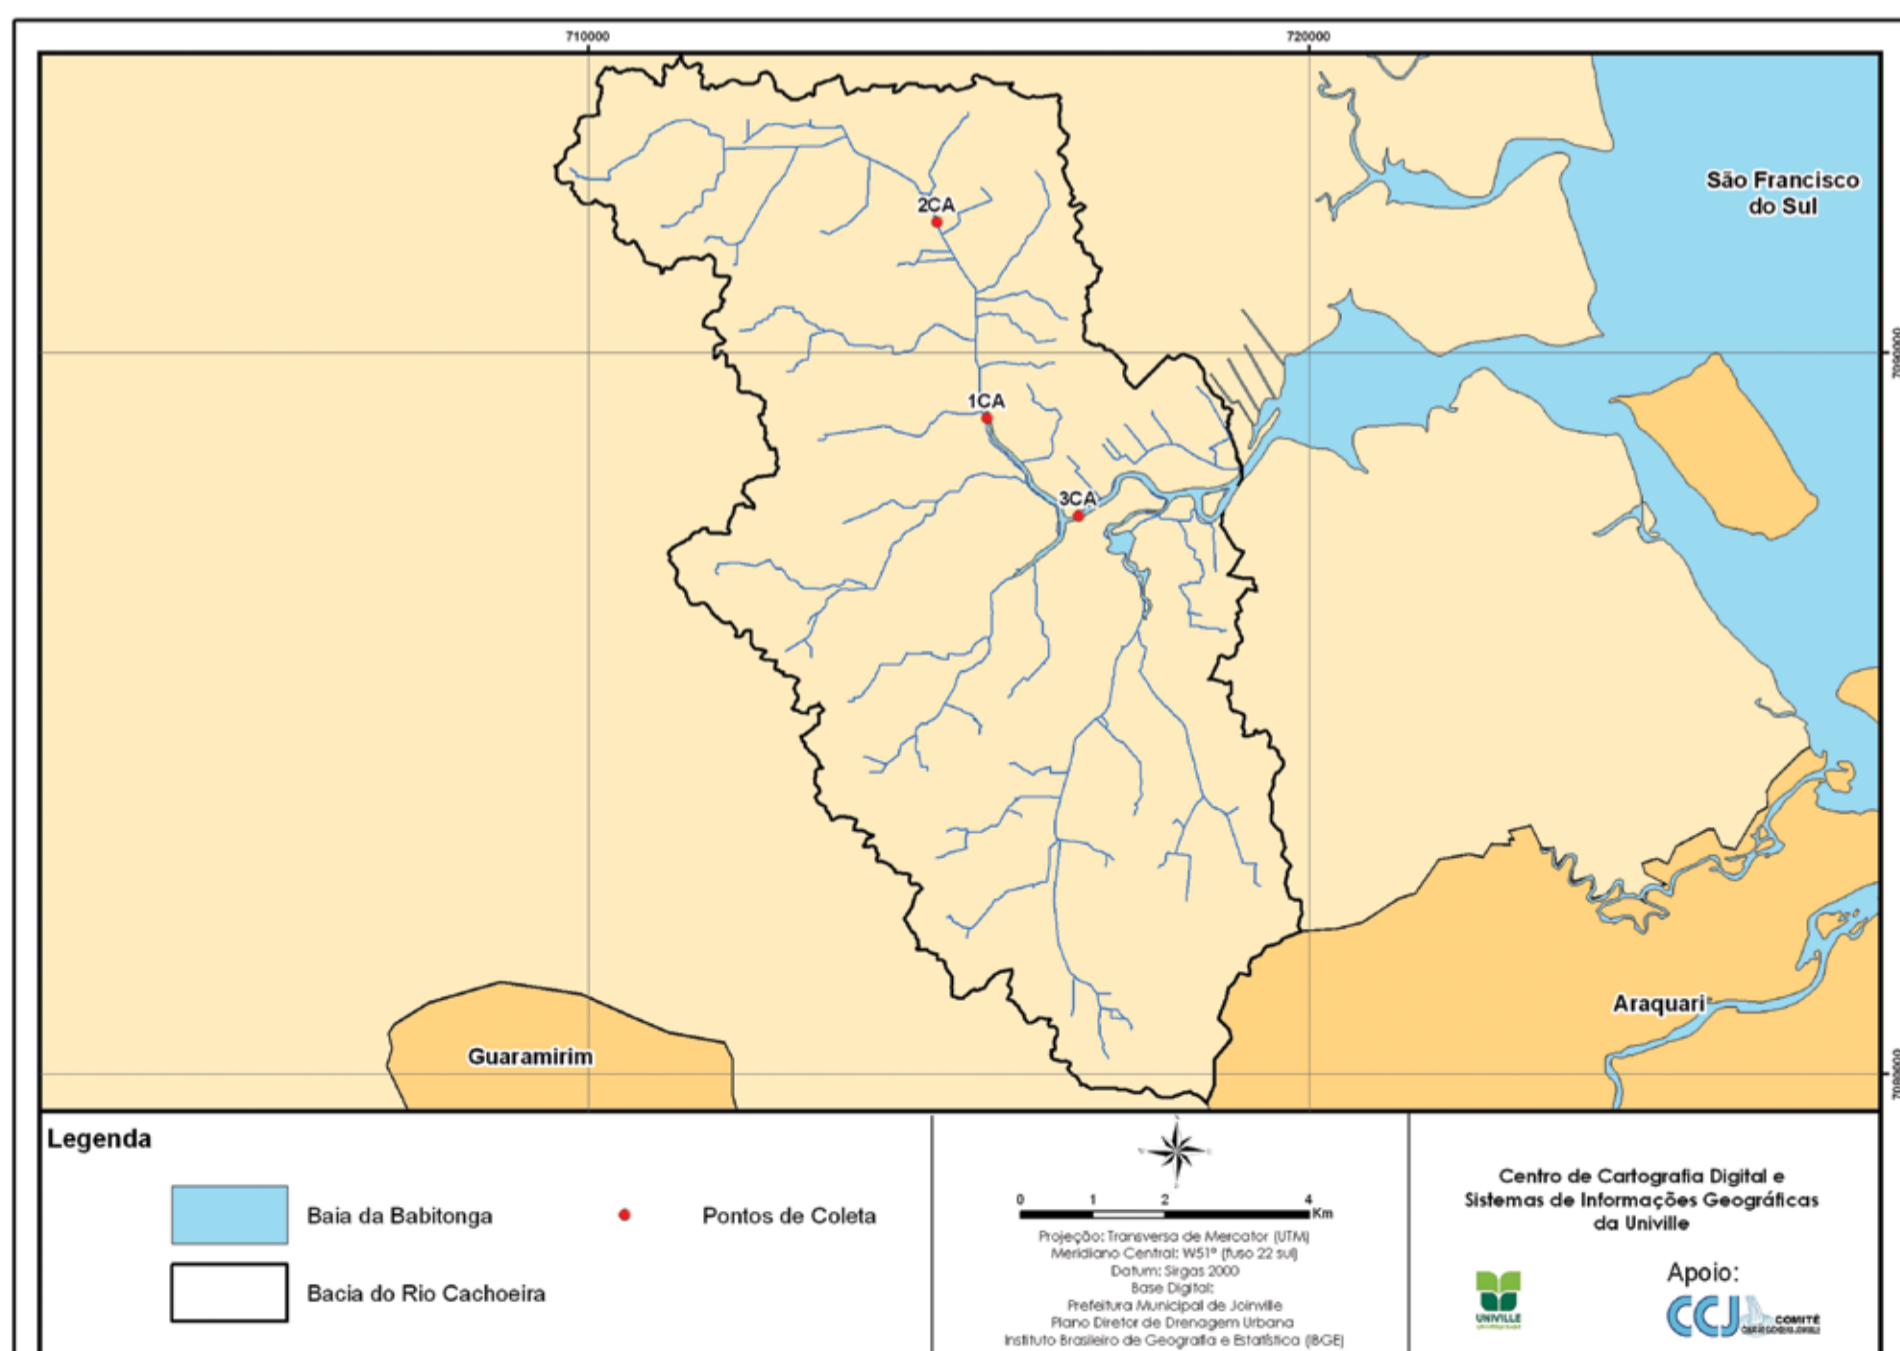 710000
720000
São Francisco
do Sul
2CA
7090000
1CA
3CA
Araquari
Guaramirim
7080000
Legenda
Baia da Babitonga
Pontos de Coleta
Bacia do Rio Cachoeira
0 1 2 4
Km
Projeção: Transversa de Mercator (UTM)
Meridiano Central: W51° (fuso 22 sul)
Datum: Sirgas 2000
Base Digital:
Prefeitura Municipal de Joinville
Plano Diretor de Drenagem Urbana
Instituto Brasileiro de Geografia e Estatística (IBGE)
Centro de Cartografia Digital e
Sistemas de Informações Geográficas
da Univille
Apoio:
UNIVILLE
CCJ COMITÊ